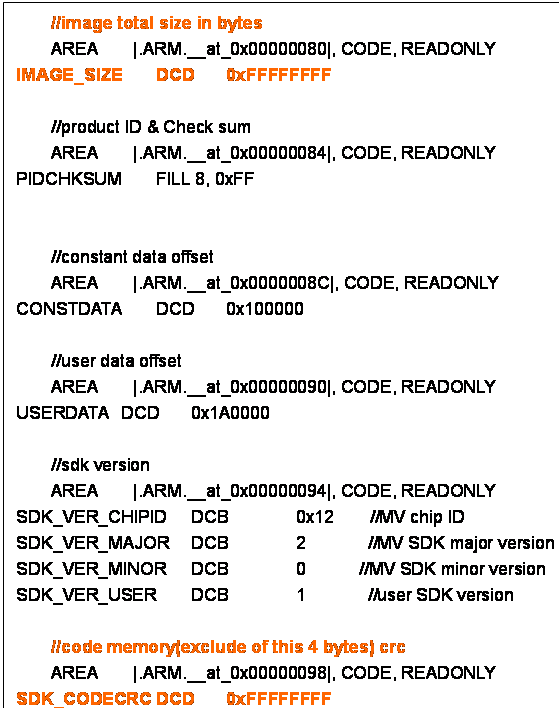 //image total size in bytes
AREA |.ARM.__at_0x00000080|, CODE, READONLY
IMAGE_SIZE DCD 0xFFFFFFFF
//product ID & Check sum
AREA |.ARM.__at_0x00000084|, CODE, READONLY
PIDCHKSUM FILL 8, 0xFF
//constant data offset
AREA |.ARM.__at_0x0000008C|, CODE, READONLY
CONSTDATA DCD 0x100000
//user data offset
AREA |.ARM.__at_0x00000090|, CODE, READONLY
USERDATA DCD 0x1A0000
//sdk version
AREA |.ARM.__at_0x00000094|, CODE, READONLY
SDK_VER_CHIPID DCB 0x12 //MV chip ID
SDK_VER_MAJOR DCB 2 //MV SDK major version
SDK_VER_MINOR DCB 0 //MV SDK minor version
SDK_VER_USER DCB 1 //user SDK version
//code memory(exclude of this 4 bytes) crc
AREA |.ARM.__at_0x00000098|, CODE, READONLY
SDK_CODECRC DCD 0xFFFFFFFF